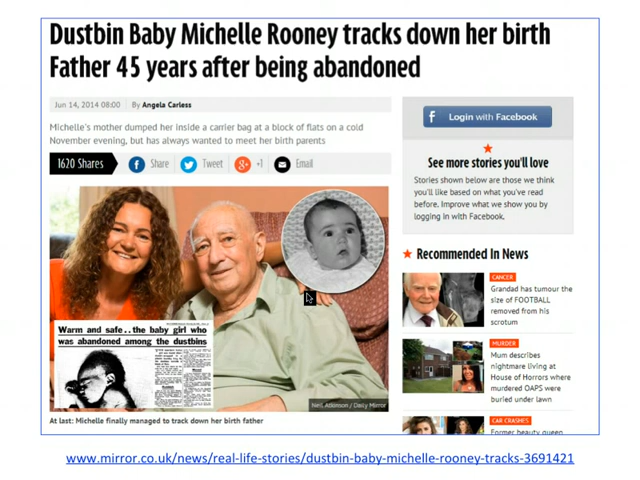 Dustbin Baby Michelle Rooney tracks down her birth
Father 45 years after being abandoned
Jun 14, 2014 08:00 By Angela Carless
Michelle's mother dumped her inside a carrier bag at a block of flats on a cold
November evening, but has always wanted to meet her birth parents
1620 Shares Share Tweet +1 Email
Warm and safe..the baby girl who
was abandoned among the dustbins
Neil Atkinson / Daily Mirror
At last: Michelle finally managed to track down her birth father
f Login with Facebook
See more stories you'll love
Stories shown below are those we think
you'll like based on what you've read
before. Improve what we show you by
logging in with Facebook.
Recommended In News
CANCER
Grandad has tumour the
size of FOOTBALL
removed from his
scrotum
MURDER
Mum describes
nightmare living at
House of Horrors where
murdered OAPS were
buried under lawn
CAR CRASHES
Former beauty queen
www.mirror.co.uk/news/real-life-stories/dustbin-baby-michelle-rooney-tracks-3691421